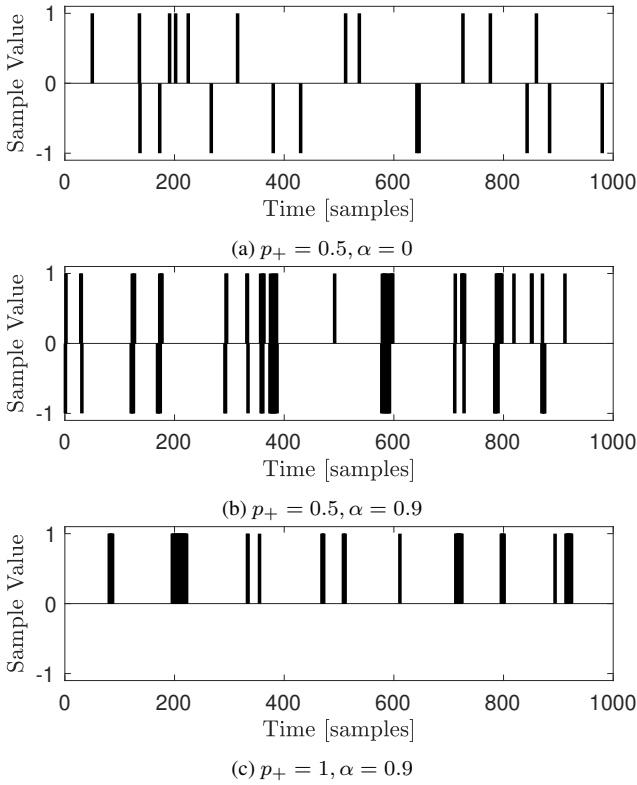 1
0
-1
Sample Value
0 200 400 600 800 1000
Time [samples]
(a) p₊ = 0.5, α = 0
1
0
-1
Sample Value
0 200 400 600 800 1000
Time [samples]
(b) p₊ = 0.5, α = 0.9
1
0
-1
Sample Value
0 200 400 600 800 1000
Time [samples]
(c) p₊ = 1, α = 0.9